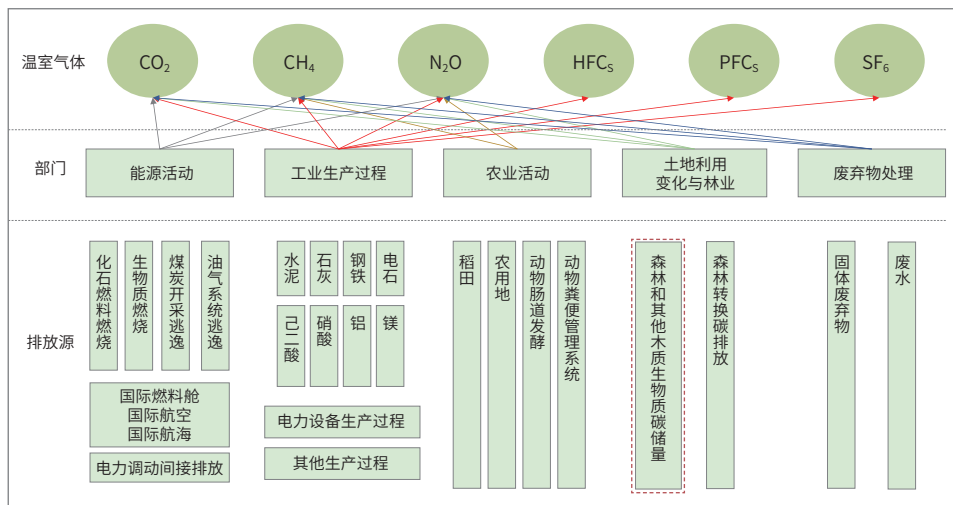 温室气体
CO₂
CH₄
N₂O
HFCS
PFCS
SF₆
部门
能源活动
工业生产过程
农业活动
土地利用
变化与林业
废弃物处理
排放源
化石燃料燃烧
生物质燃烧
煤炭开采逃逸
油气系统逃逸
国际燃料舱
国际航空
国际航海
电力调动间接排放
水泥
石灰
钢铁
电石
己二酸
硝酸
铝
镁
电力设备生产过程
其他生产过程
稻田
农用地
动物肠道发酵
动物粪便管理系统
森林和其他木质生物质碳储量
森林转换碳排放
固体废弃物
废水